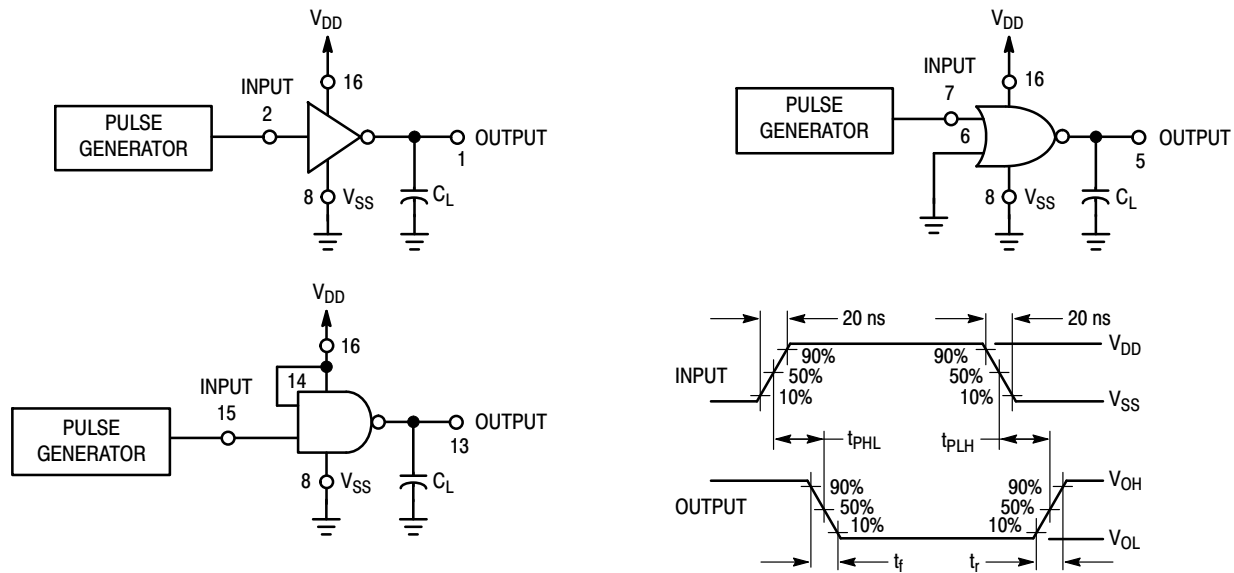 VDD
16
INPUT
2
PULSE
GENERATOR
OUTPUT
1
8
VSS
CL
VDD
16
INPUT
7
PULSE
GENERATOR
6
OUTPUT
5
8
VSS
CL
VDD
16
14
INPUT
15
PULSE
GENERATOR
OUTPUT
13
8
VSS
CL
20 ns
20 ns
INPUT
90%
50%
10%
90%
50%
10%
VDD
VSS
tPHL
tPLH
OUTPUT
90%
50%
10%
90%
50%
10%
VOH
VOL
tf
tr